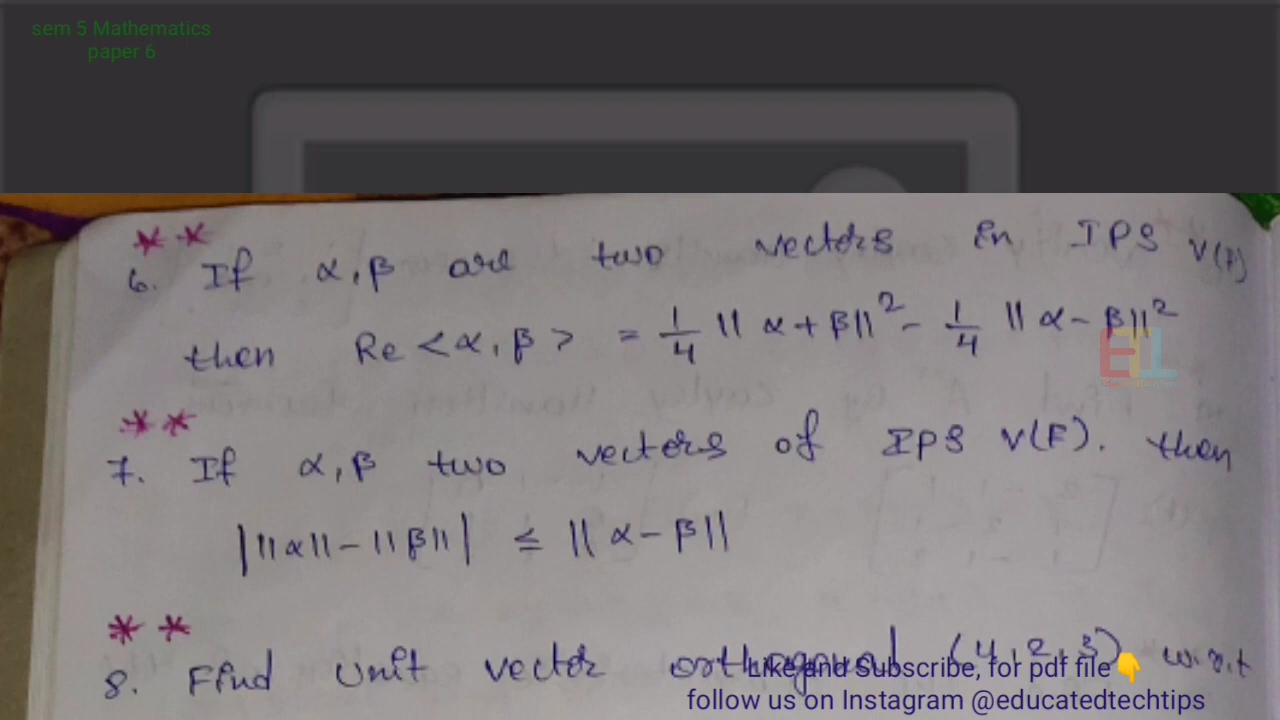 sem 5 Mathematics
paper 6
**
6. If α, β are two vectors in IPS V(F)
then Re <α, β> = 1/4 || α + β||² - 1/4 || α - β||²
**
7. If α, β two vectors of IPS V(F). then
| ||α|| - ||β|| | ≤ || α - β||
**
8. Find unit vector orthogonal (4, 2, 3) w.r.t
Like and Subscribe, for pdf file👇
follow us on Instagram @educatedtechtips